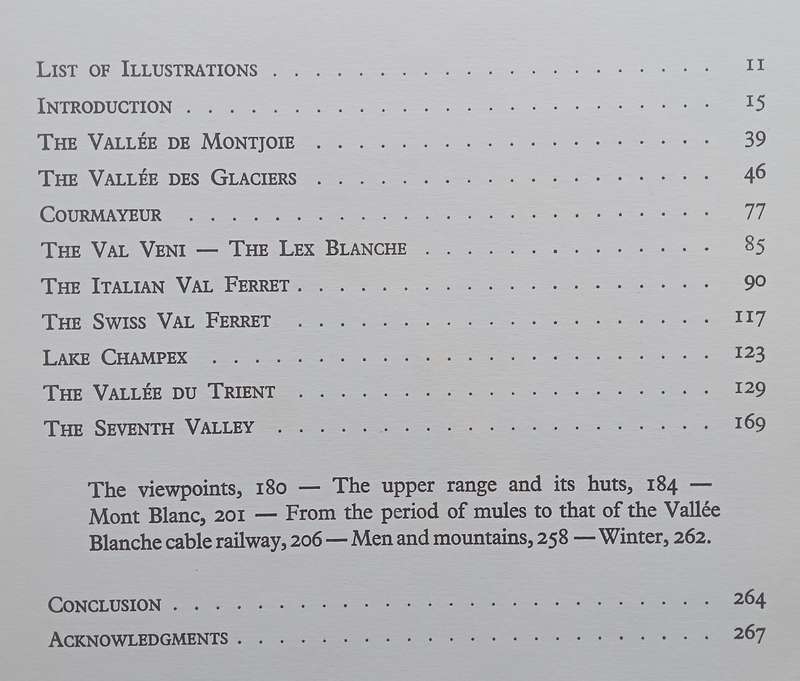 List of Illustrations . . . . . . . . . . . . . . . . . . . . . 11
Introduction . . . . . . . . . . . . . . . . . . . . . . . . 15
The Vallée de Montjoie . . . . . . . . . . . . . . . . . . . 39
The Vallée des Glaciers . . . . . . . . . . . . . . . . . . . 46
Courmayeur . . . . . . . . . . . . . . . . . . . . . . . . 77
The Val Veni — The Lex Blanche . . . . . . . . . . . . . . 85
The Italian Val Ferret . . . . . . . . . . . . . . . . . . . . 90
The Swiss Val Ferret . . . . . . . . . . . . . . . . . . . . 117
Lake Champex . . . . . . . . . . . . . . . . . . . . . . . 123
The Vallée du Trient . . . . . . . . . . . . . . . . . . . . 129
The Seventh Valley . . . . . . . . . . . . . . . . . . . . . 169
The viewpoints, 180 — The upper range and its huts, 184 —
Mont Blanc, 201 — From the period of mules to that of the Vallée
Blanche cable railway, 206 — Men and mountains, 258 — Winter, 262.
Conclusion . . . . . . . . . . . . . . . . . . . . . . . . 264
Acknowledgments . . . . . . . . . . . . . . . . . . . . . . 267